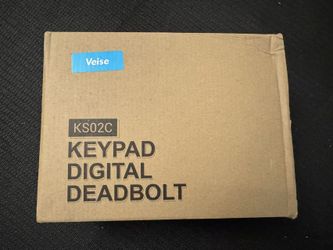 Veise
KS02C
KEYPAD
DIGITAL
DEADBOLT